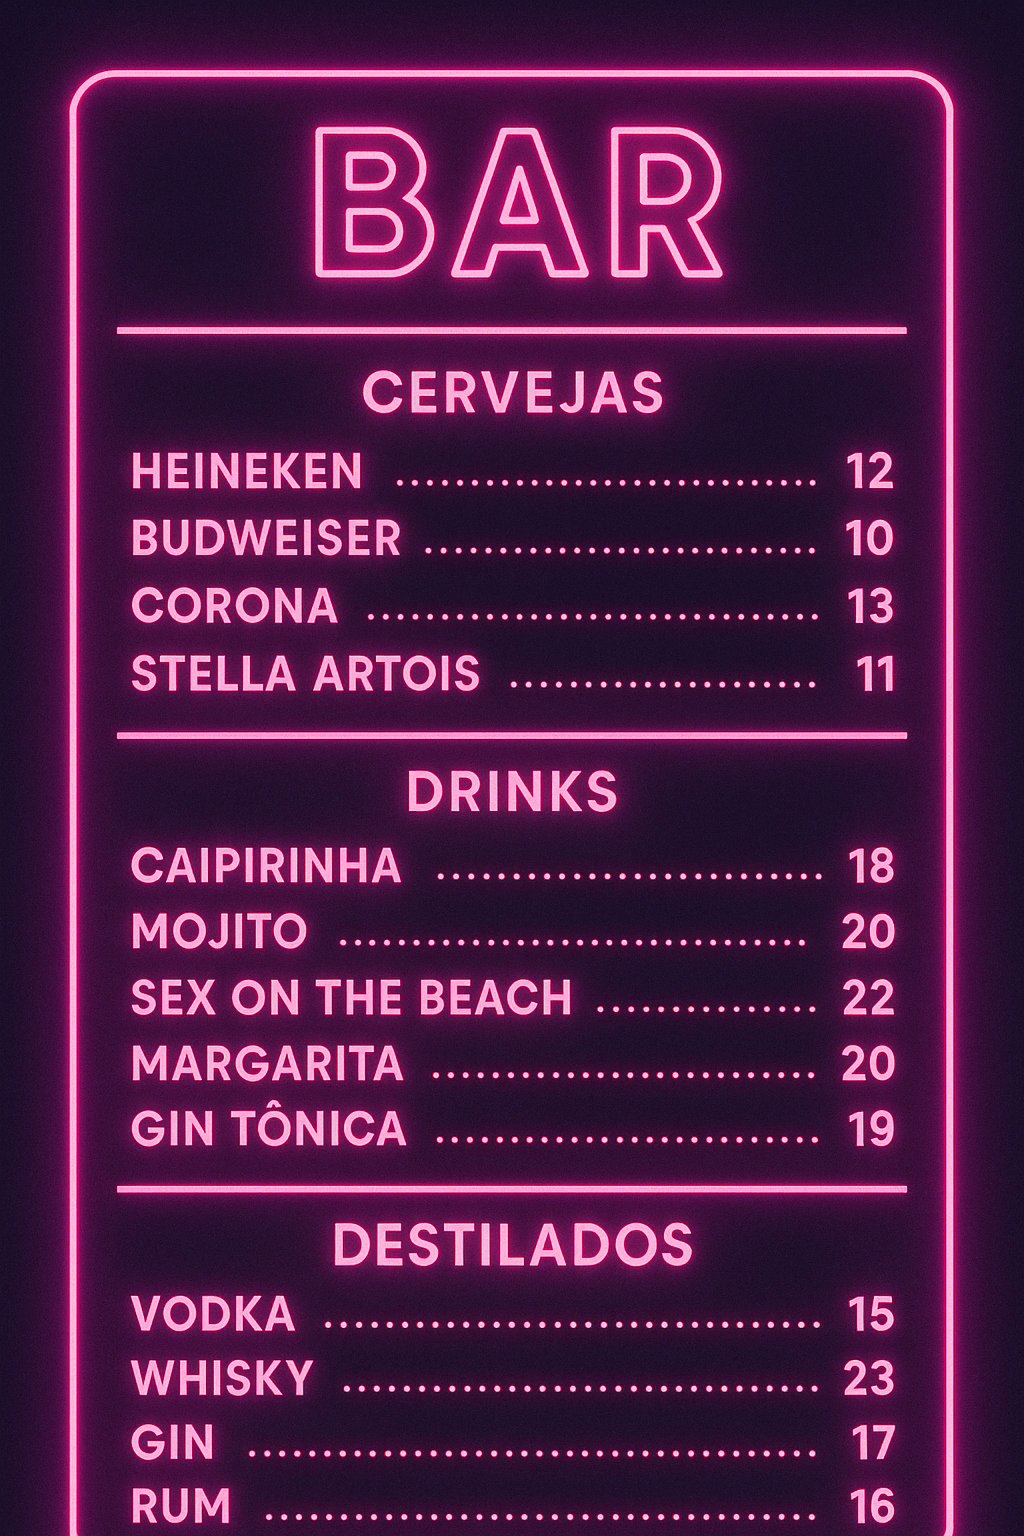 BAR
CERVEJAS
HEINEKEN ............................ 12
BUDWEISER ............................ 10
CORONA ............................ 13
STELLA ARTOIS ............................ 11
DRINKS
CAIPIRINHA ............................ 18
MOJITO ............................ 20
SEX ON THE BEACH ................... 22
MARGARITA ............................ 20
GIN TÔNICA ............................ 19
DESTILADOS
VODKA ............................ 15
WHISKY ............................ 23
GIN ............................ 17
RUM ............................ 16